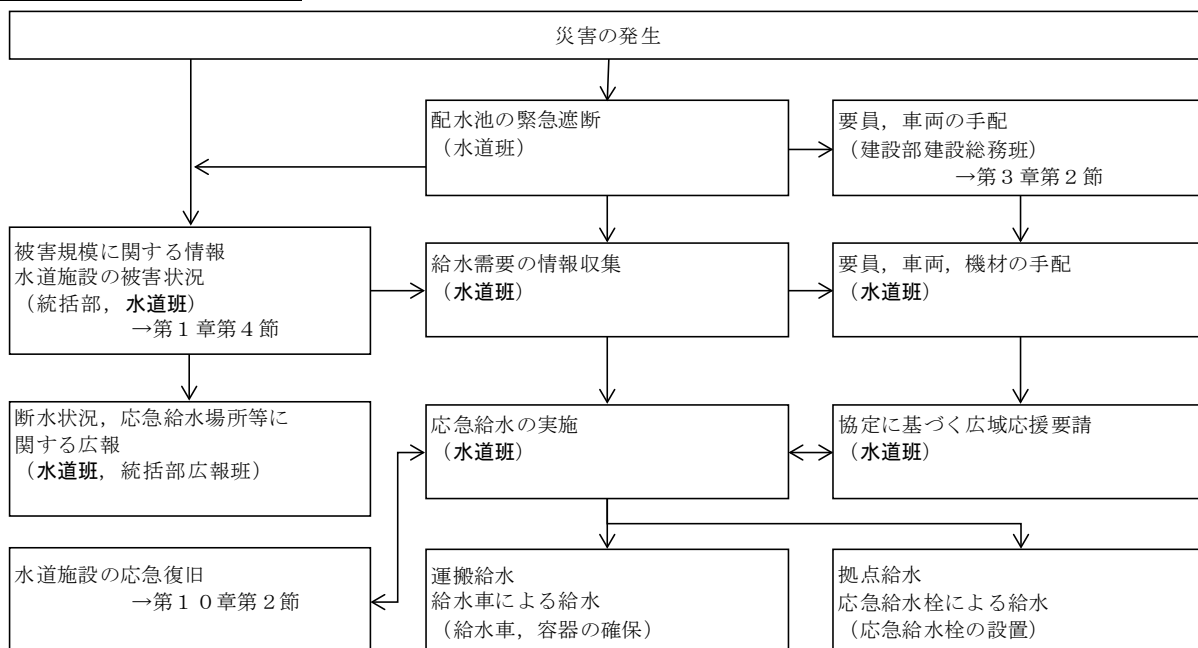 災害の発生
配水池の緊急遮断
(水道班)
要員，車両の手配
(建設部建設総務班)
→第３章第２節
被害規模に関する情報
水道施設の被害状況
(統括部，水道班)
→第１章第４節
給水需要の情報収集
(水道班)
要員，車両，機材の手配
(水道班)
断水状況，応急給水場所等に
関する広報
(水道班，統括部広報班)
応急給水の実施
(水道班)
協定に基づく広域応援要請
(水道班)
水道施設の応急復旧
→第１０章第２節
運搬給水
給水車による給水
(給水車，容器の確保)
拠点給水
応急給水栓による給水
(応急給水栓の設置)